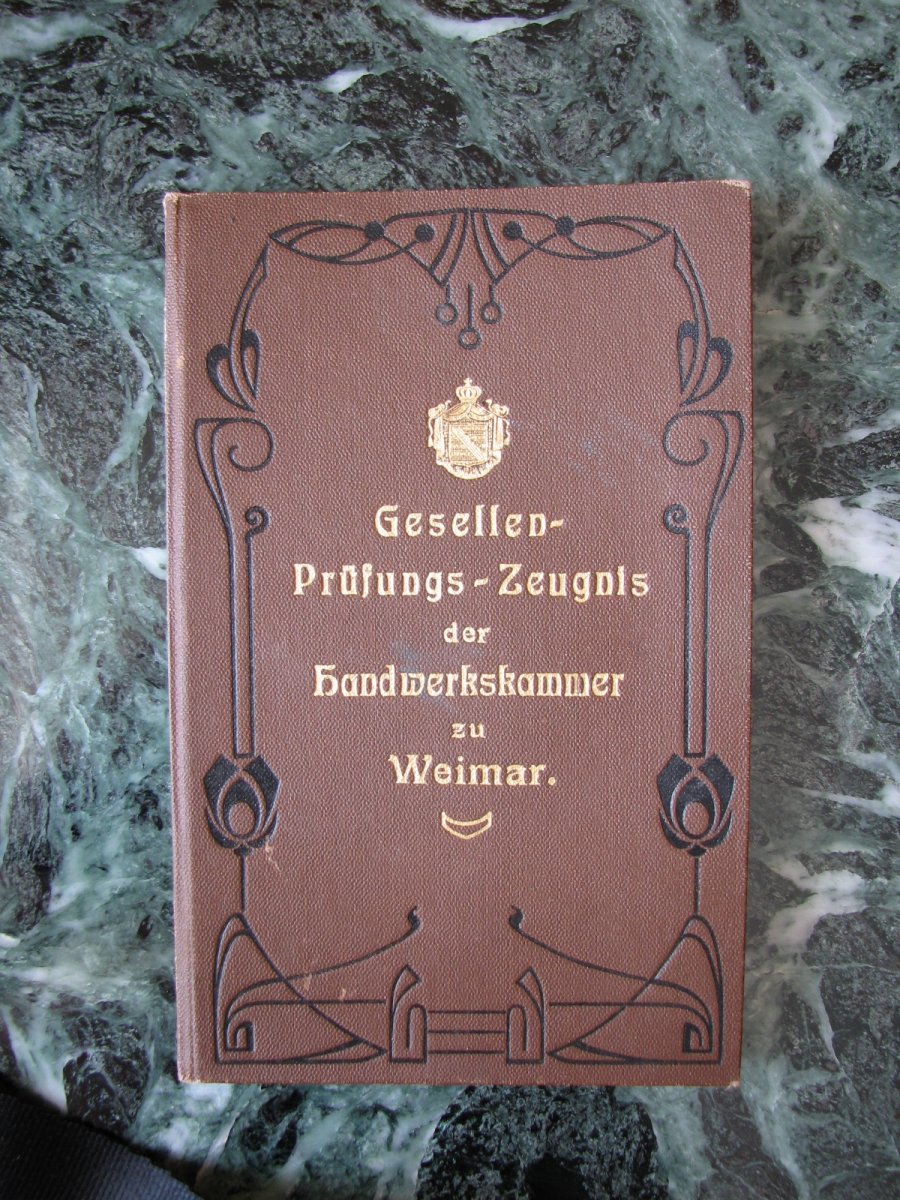 Gesellen-
Prüfungs-Zeugnis
der
Handwerkskammer
zu
Weimar.